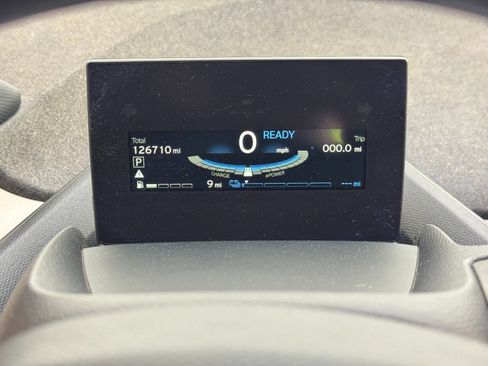 0 READY
Total Trip
126710 mi mph 000.0 mi
P
CHARGE ePOWER
9 mi --- mi